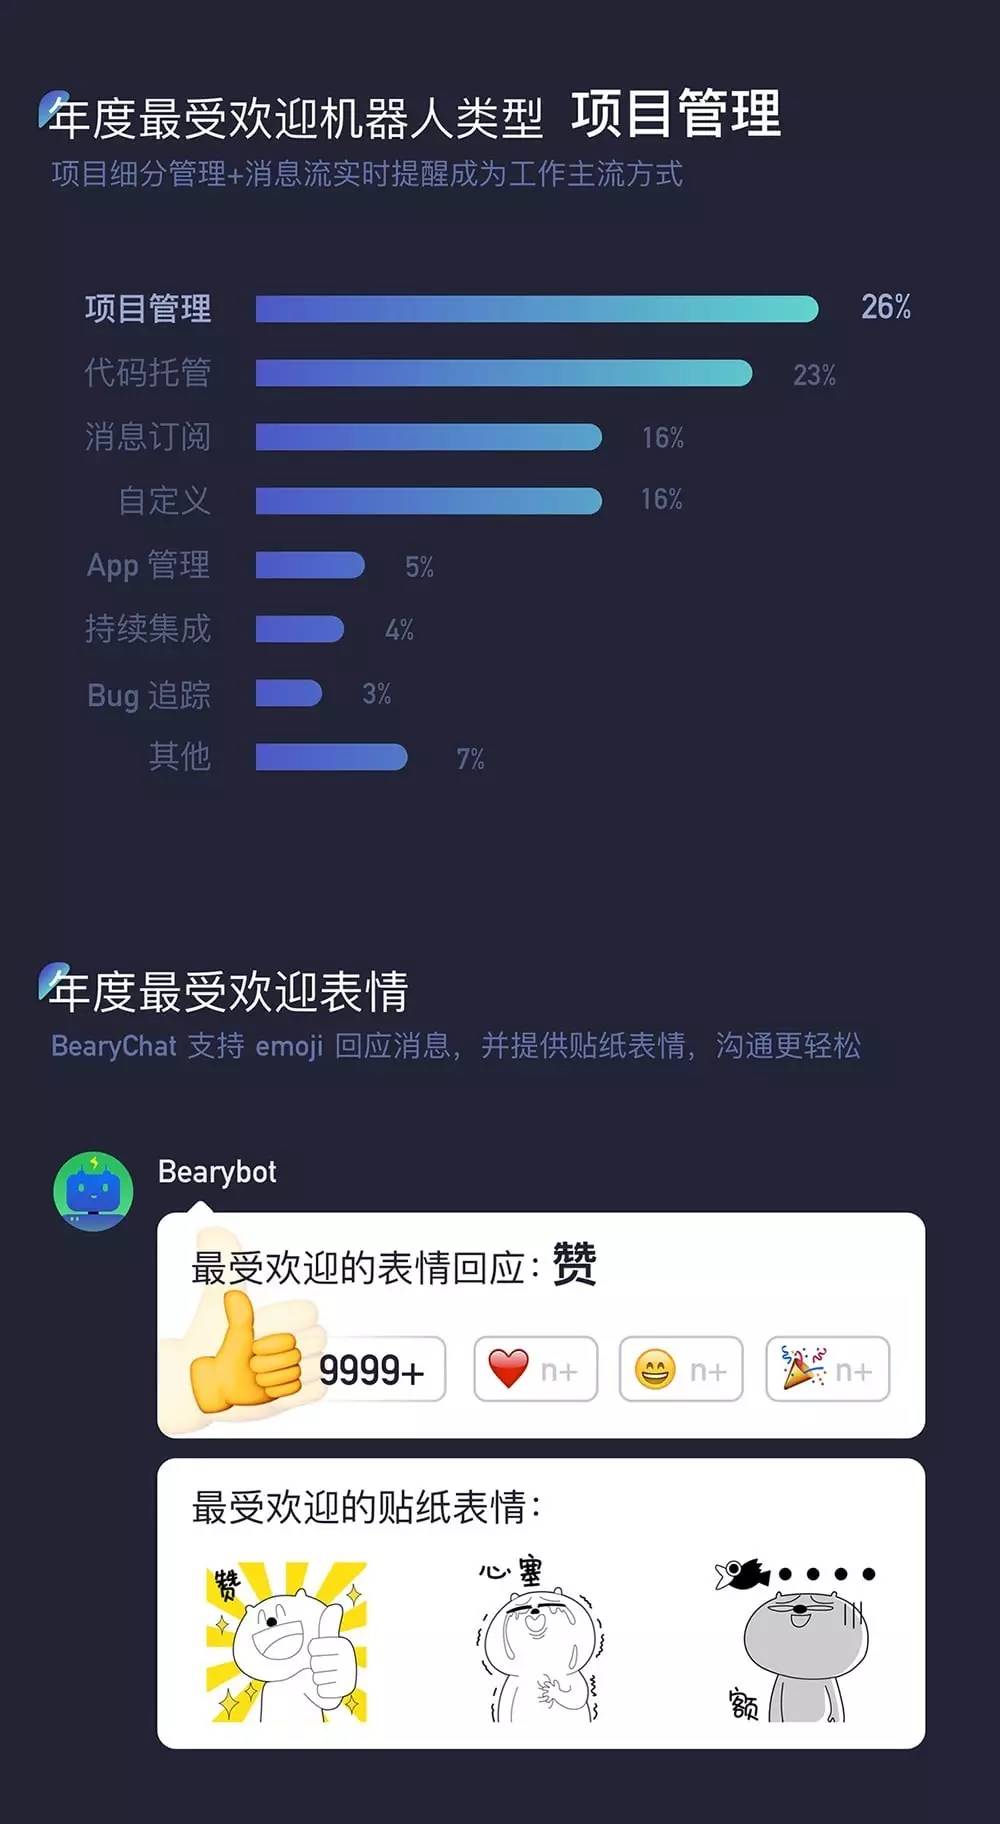 年度最受欢迎机器人类型 项目管理
项目细分管理+消息流实时提醒成为工作主流方式
项目管理 26%
代码托管 23%
消息订阅 16%
自定义 16%
App 管理 5%
持续集成 4%
Bug 追踪 3%
其他 7%
年度最受欢迎表情
BearyChat 支持 emoji 回应消息，并提供贴纸表情，沟通更轻松
Bearybot
最受欢迎的表情回应：赞
9999+ n+ n+ n+
最受欢迎的贴纸表情：
赞
心塞
额